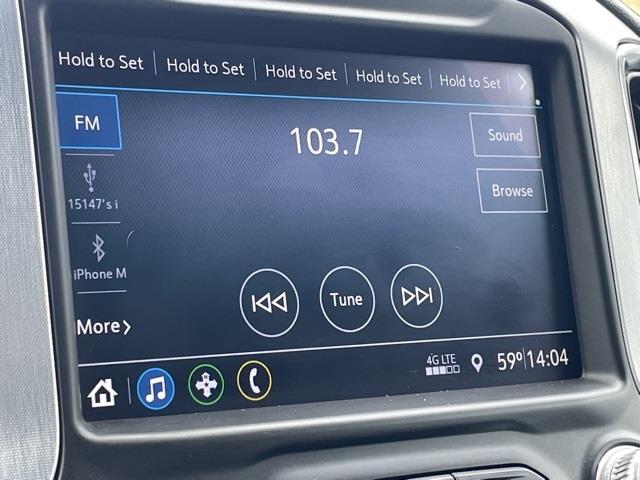 Hold to Set Hold to Set Hold to Set Hold to Set Hold to Set
FM
103.7
Sound
15147's i
Browse
iPhone M
Tune
More
4G LTE
59° 14:04